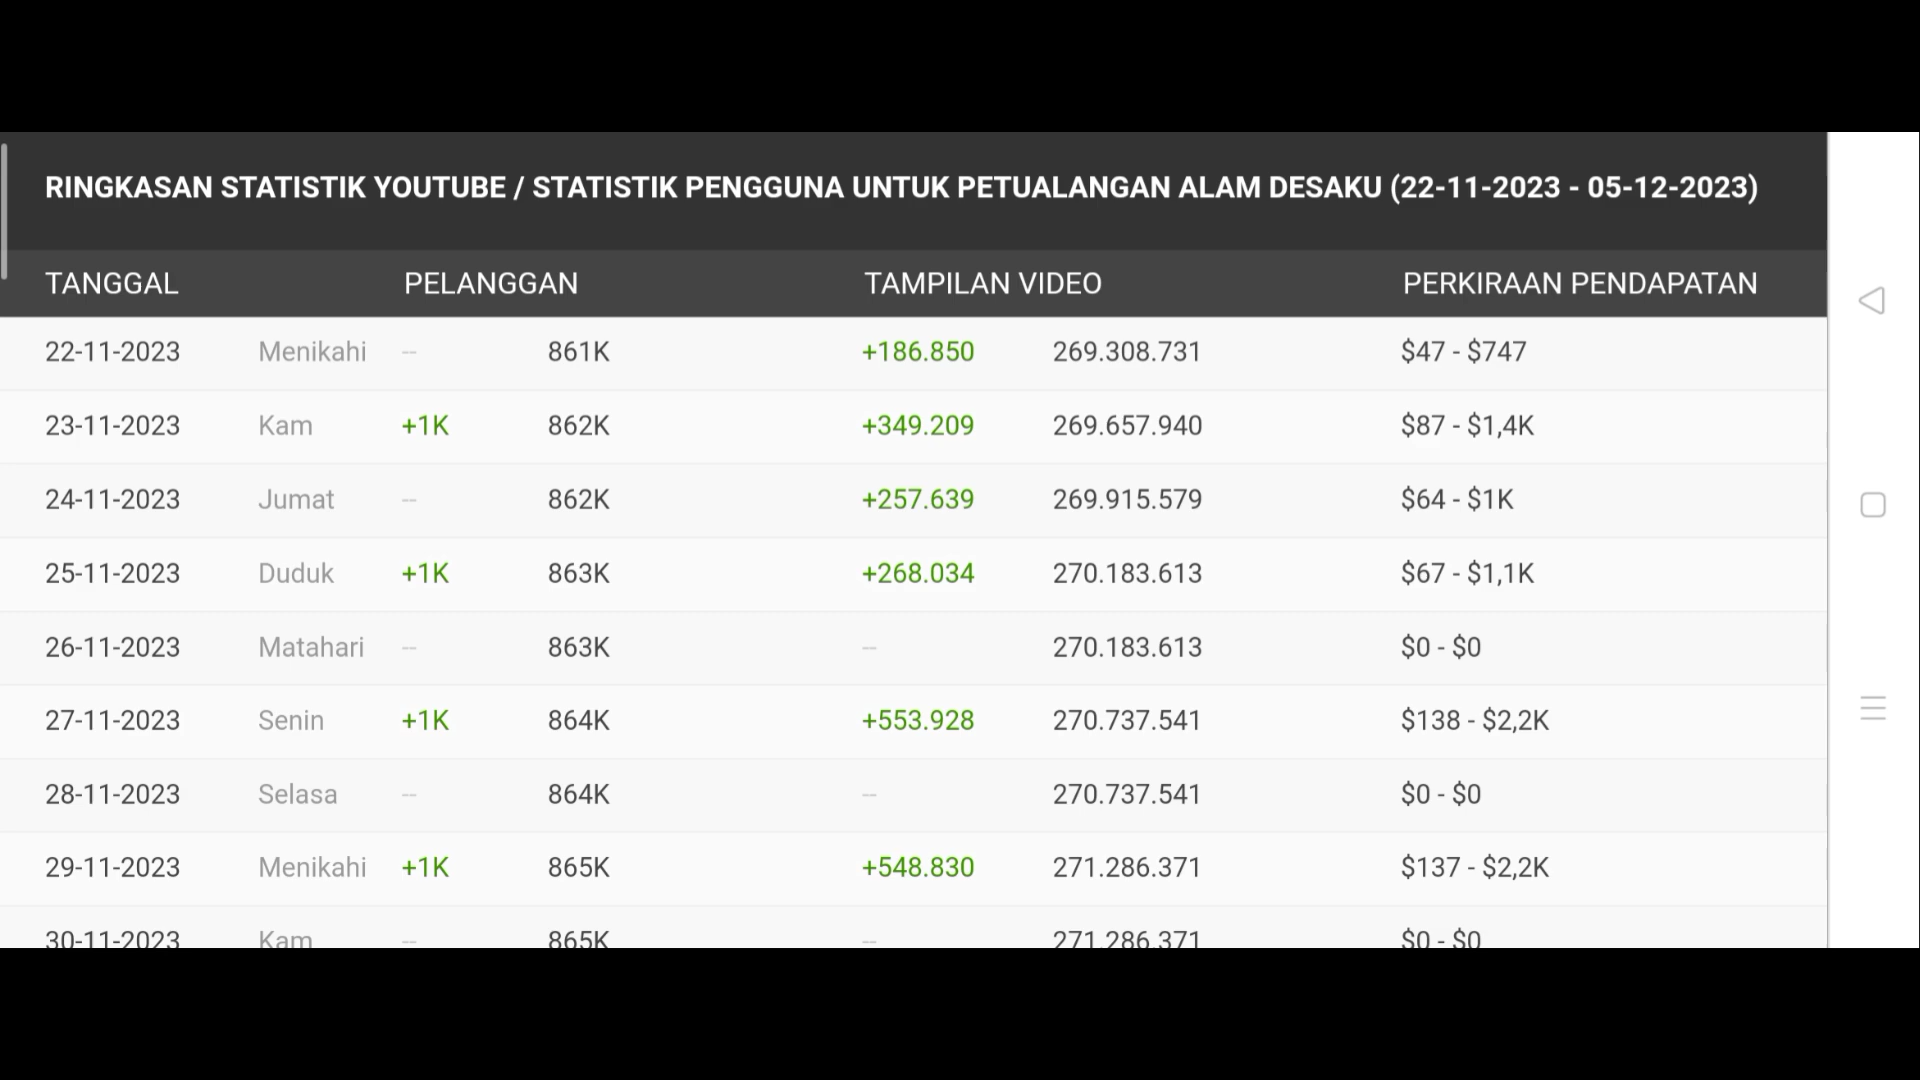 RINGKASAN STATISTIK YOUTUBE / STATISTIK PENGGUNA UNTUK PETUALANGAN ALAM DESAKU (22-11-2023 - 05-12-2023)
TANGGAL PELANGGAN TAMPILAN VIDEO PERKIRAAN PENDAPATAN
22-11-2023 Menikahi -- 861K +186.850 269.308.731 $47 - $747
23-11-2023 Kam +1K 862K +349.209 269.657.940 $87 - $1,4K
24-11-2023 Jumat -- 862K +257.639 269.915.579 $64 - $1K
25-11-2023 Duduk +1K 863K +268.034 270.183.613 $67 - $1,1K
26-11-2023 Matahari -- 863K -- 270.183.613 $0 - $0
27-11-2023 Senin +1K 864K +553.928 270.737.541 $138 - $2,2K
28-11-2023 Selasa -- 864K -- 270.737.541 $0 - $0
29-11-2023 Menikahi +1K 865K +548.830 271.286.371 $137 - $2,2K
30-11-2023 Kam -- 865K -- 271.286.371 $0 - $0